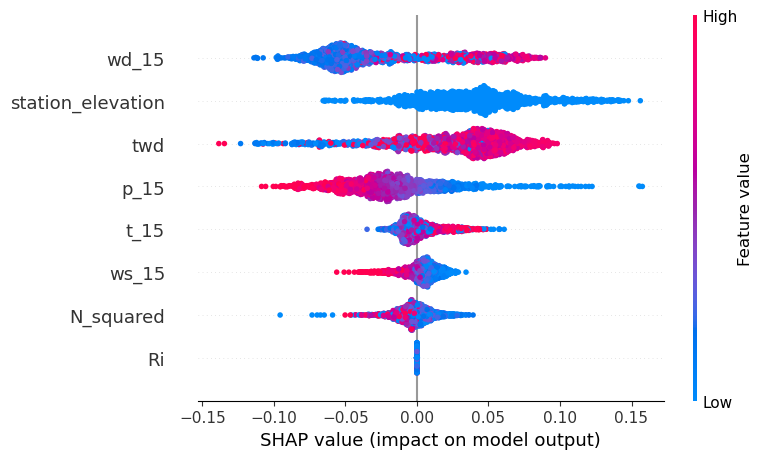 High
wd_15
station_elevation
twd
p_15
t_15
ws_15
N_squared
Ri
Feature value
Low
−0.15 −0.10 −0.05 0.00 0.05 0.10 0.15
SHAP value (impact on model output)